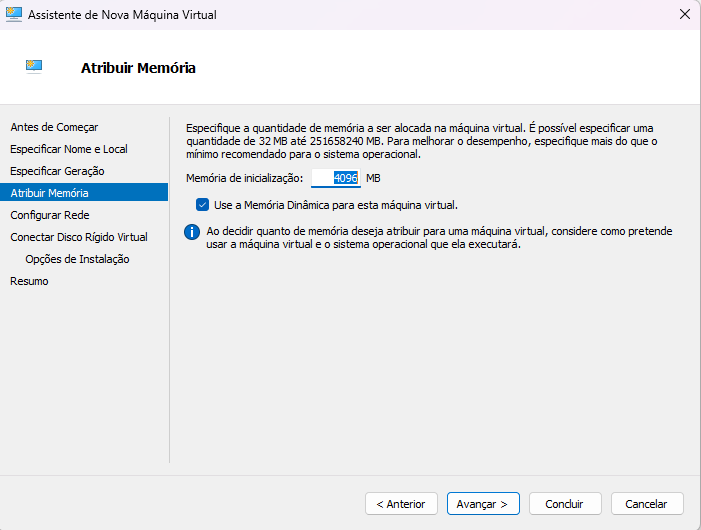 Assistente de Nova Máquina Virtual
Atribuir Memória
Antes de Começar
Especificar Nome e Local
Especificar Geração
Atribuir Memória
Configurar Rede
Conectar Disco Rígido Virtual
Opções de Instalação
Resumo
Especifique a quantidade de memória a ser alocada na máquina virtual. É possível especificar uma
quantidade de 32 MB até 251658240 MB. Para melhorar o desempenho, especifique mais do que o
mínimo recomendado para o sistema operacional.
Memória de inicialização: 4096 MB
Use a Memória Dinâmica para esta máquina virtual.
Ao decidir quanto de memória deseja atribuir para uma máquina virtual, considere como pretende
usar a máquina virtual e o sistema operacional que ela executará.
< Anterior Avançar > Concluir Cancelar